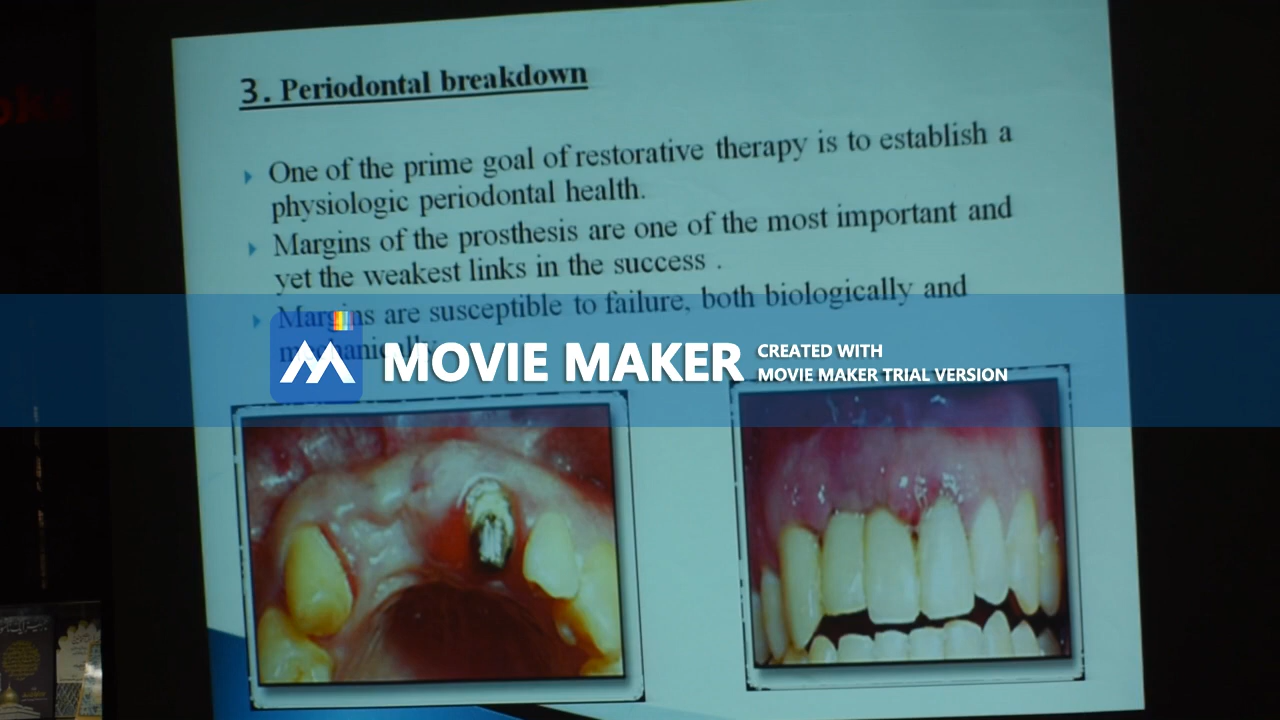 3. Periodontal breakdown
One of the prime goal of restorative therapy is to establish a
physiologic periodontal health.
Margins of the prosthesis are one of the most important and
yet the weakest links in the success .
Margins are susceptible to failure, both biologically and
mechanically.
MOVIE MAKER
CREATED WITH
MOVIE MAKER TRIAL VERSION